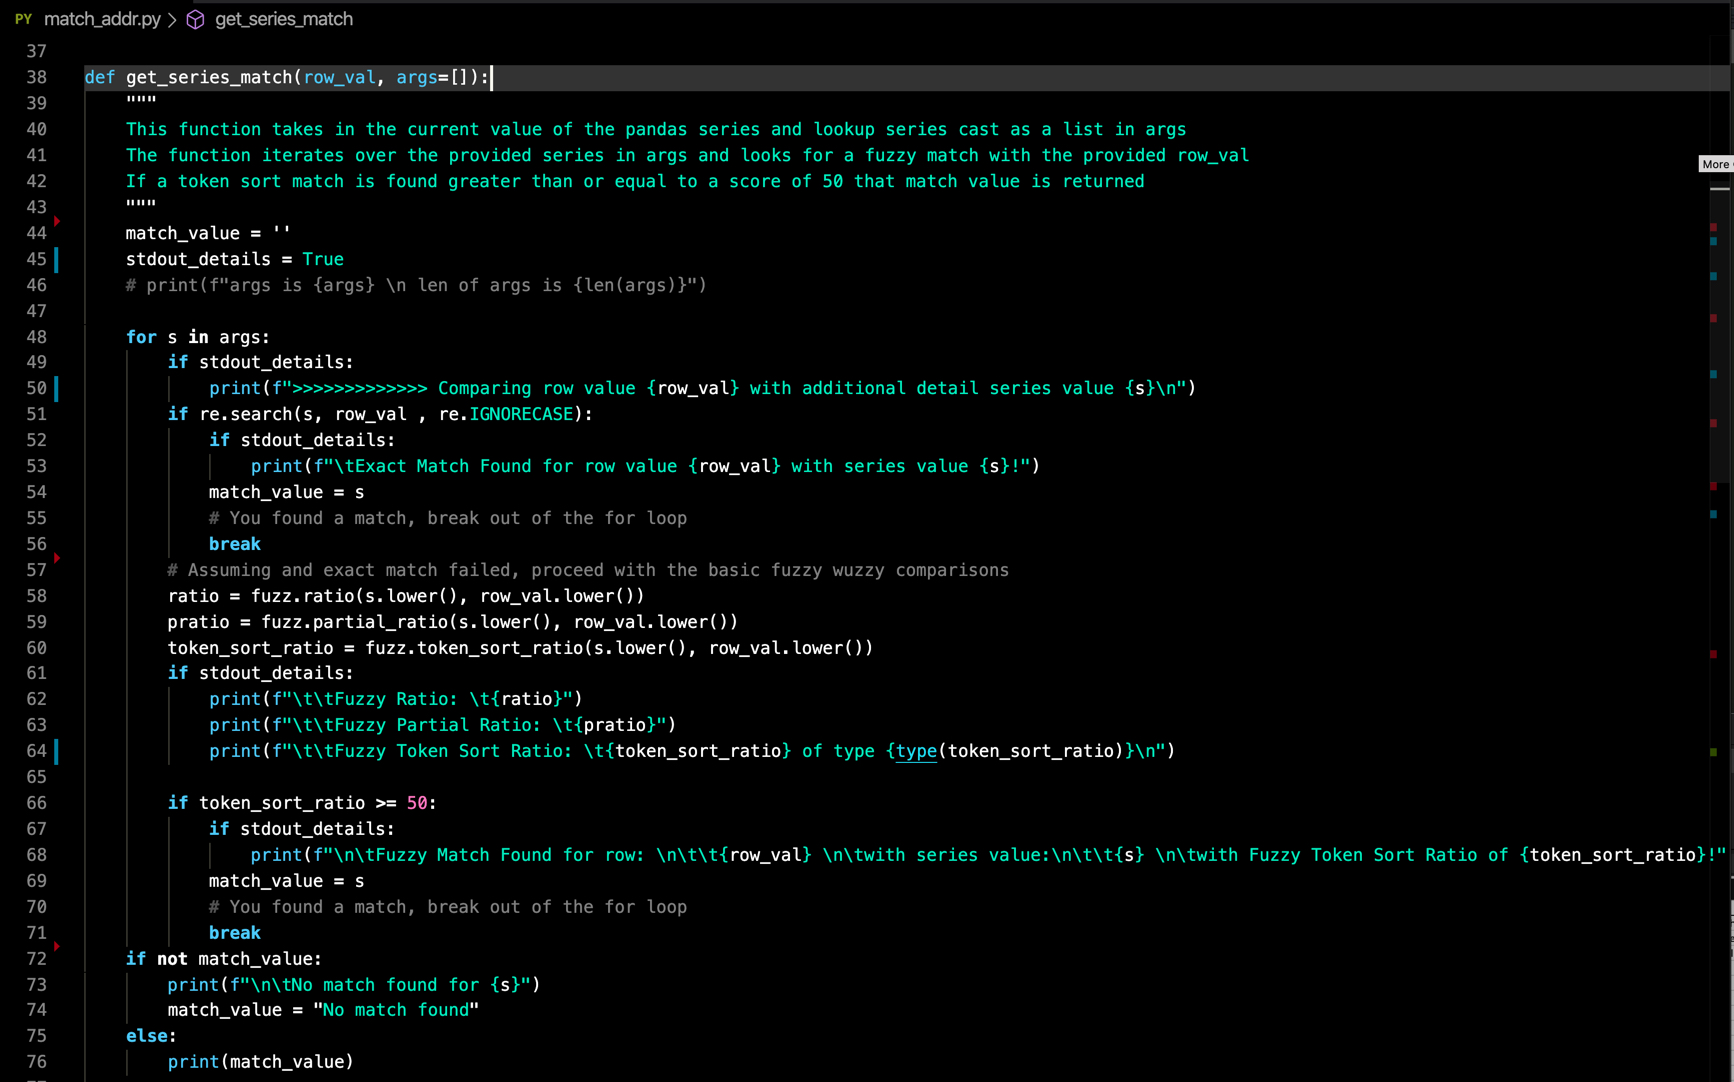 PY match_addr.py > get_series_match
37
38 def get_series_match(row_val, args=[]):
39 """
40 This function takes in the current value of the pandas series and lookup series cast as a list in args
41 The function iterates over the provided series in args and looks for a fuzzy match with the provided row_val
42 If a token sort match is found greater than or equal to a score of 50 that match value is returned
43 """
44 match_value = ''
45 stdout_details = True
46 # print(f"args is {args} \n len of args is {len(args)}")
47
48 for s in args:
49 if stdout_details:
50 print(f">>>>>>>>>>>>> Comparing row value {row_val} with additional detail series value {s}\n")
51 if re.search(s, row_val , re.IGNORECASE):
52 if stdout_details:
53 print(f"\tExact Match Found for row value {row_val} with series value {s}!")
54 match_value = s
55 # You found a match, break out of the for loop
56 break
57 # Assuming and exact match failed, proceed with the basic fuzzy wuzzy comparisons
58 ratio = fuzz.ratio(s.lower(), row_val.lower())
59 pratio = fuzz.partial_ratio(s.lower(), row_val.lower())
60 token_sort_ratio = fuzz.token_sort_ratio(s.lower(), row_val.lower())
61 if stdout_details:
62 print(f"\t\tFuzzy Ratio: \t{ratio}")
63 print(f"\t\tFuzzy Partial Ratio: \t{pratio}")
64 print(f"\t\tFuzzy Token Sort Ratio: \t{token_sort_ratio} of type {type(token_sort_ratio)}\n")
65
66 if token_sort_ratio >= 50:
67 if stdout_details:
68 print(f"\n\tFuzzy Match Found for row: \n\t\t{row_val} \n\twith series value:\n\t\t{s} \n\twith Fuzzy Token Sort Ratio of {token_sort_ratio}!"
69 match_value = s
70 # You found a match, break out of the for loop
71 break
72 if not match_value:
73 print(f"\n\tNo match found for {s}")
74 match_value = "No match found"
75 else:
76 print(match_value)
More